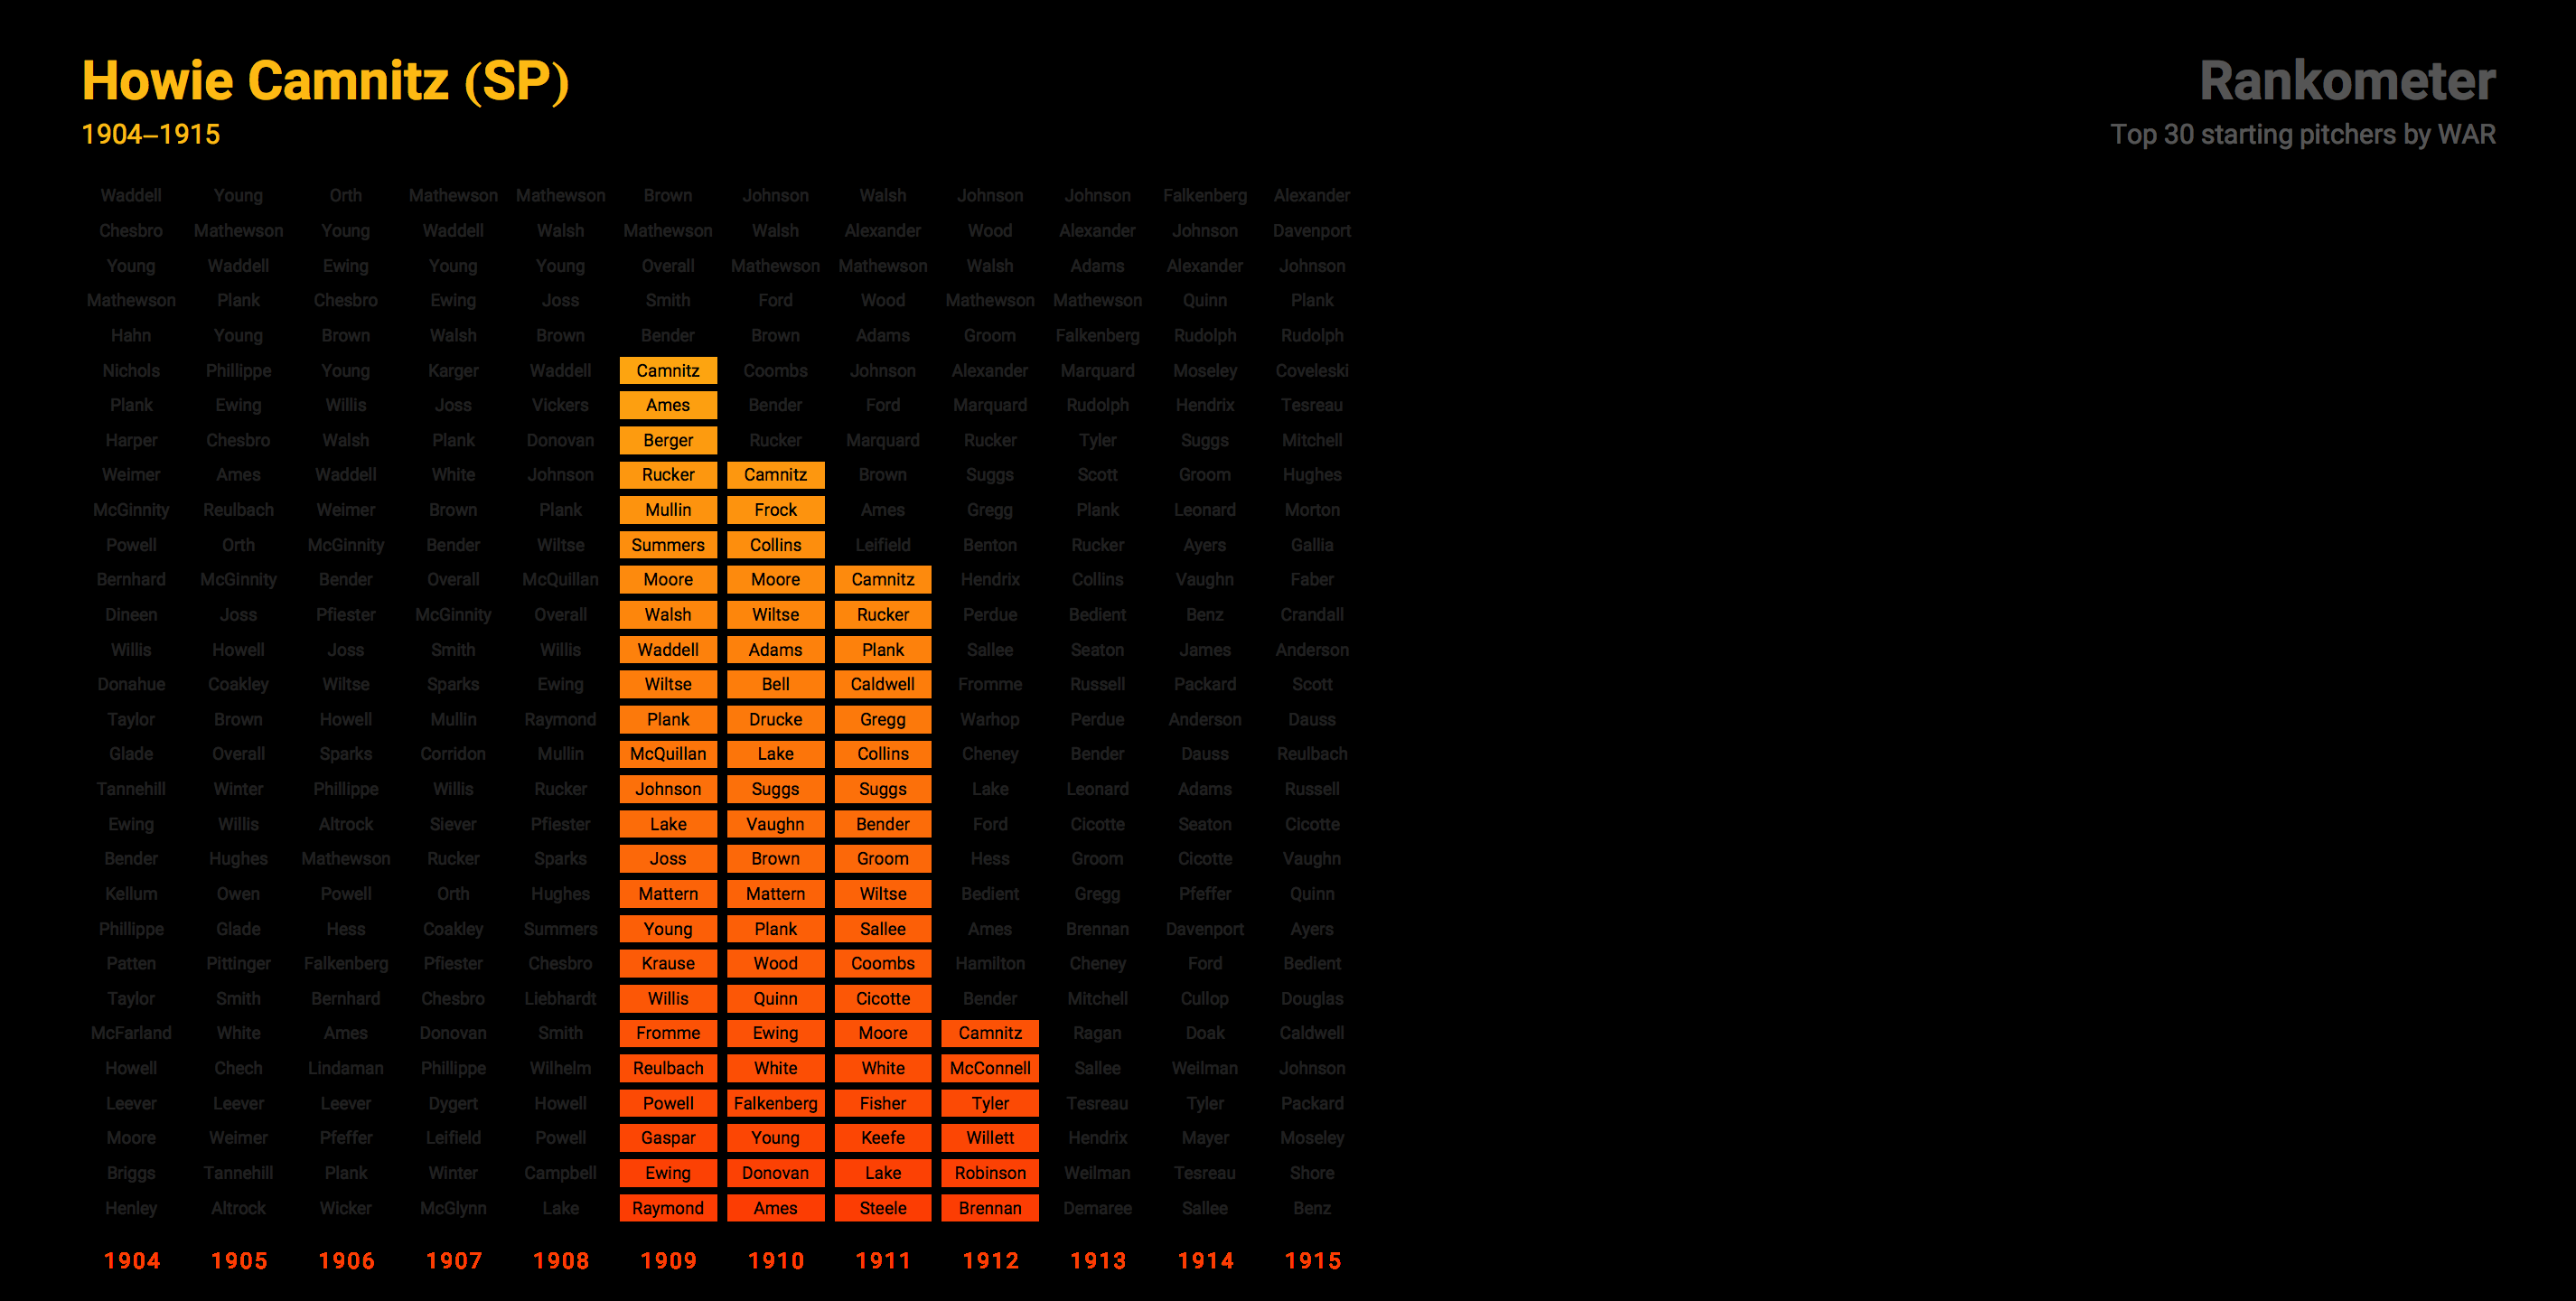 Howie Camnitz (SP)
Rankometer
1904–1915
Top 30 starting pitchers by WAR
Waddell Young Orth Mathewson Mathewson Brown Johnson Walsh Johnson Johnson Falkenberg Alexander
Chesbro Mathewson Young Waddell Walsh Mathewson Walsh Alexander Wood Alexander Johnson Davenport
Young Waddell Ewing Young Young Overall Mathewson Mathewson Walsh Adams Alexander Johnson
Mathewson Plank Chesbro Ewing Joss Smith Ford Wood Mathewson Mathewson Quinn Plank
Hahn Young Brown Walsh Brown Bender Brown Adams Groom Falkenberg Rudolph Rudolph
Nichols Phillippe Young Karger Waddell Camnitz Coombs Johnson Alexander Marquard Moseley Coveleski
Plank Ewing Willis Joss Vickers Ames Bender Ford Marquard Rudolph Hendrix Tesreau
Harper Chesbro Walsh Plank Donovan Berger Rucker Marquard Rucker Tyler Suggs Mitchell
Weimer Ames Waddell White Johnson Rucker Camnitz Brown Suggs Scott Groom Hughes
McGinnity Reulbach Weimer Brown Plank Mullin Frock Ames Gregg Plank Leonard Morton
Powell Orth McGinnity Bender Wiltse Summers Collins Leifield Benton Rucker Ayers Gallia
Bernhard McGinnity Bender Overall McQuillan Moore Moore Camnitz Hendrix Collins Vaughn Faber
Dineen Joss Pfiester McGinnity Overall Walsh Wiltse Rucker Perdue Bedient Benz Crandall
Willis Howell Joss Smith Willis Waddell Adams Plank Sallee Seaton James Anderson
Donahue Coakley Wiltse Sparks Ewing Wiltse Bell Caldwell Fromme Russell Packard Scott
Taylor Brown Howell Mullin Raymond Plank Drucke Gregg Warhop Perdue Anderson Dauss
Glade Overall Sparks Corridon Mullin McQuillan Lake Collins Cheney Bender Dauss Reulbach
Tannehill Winter Phillippe Willis Rucker Johnson Suggs Suggs Lake Leonard Adams Russell
Ewing Willis Altrock Siever Pfiester Lake Vaughn Bender Ford Cicotte Seaton Cicotte
Bender Hughes Mathewson Rucker Sparks Joss Brown Groom Hess Groom Cicotte Vaughn
Kellum Owen Powell Orth Hughes Mattern Mattern Wiltse Bedient Gregg Pfeffer Quinn
Phillippe Glade Hess Coakley Summers Young Plank Sallee Ames Brennan Davenport Ayers
Patten Pittinger Falkenberg Pfiester Chesbro Krause Wood Coombs Hamilton Cheney Ford Bedient
Taylor Smith Bernhard Chesbro Liebhardt Willis Quinn Cicotte Bender Mitchell Cullop Douglas
McFarland White Ames Donovan Smith Fromme Ewing Moore Camnitz Ragan Doak Caldwell
Howell Chech Lindaman Phillippe Wilhelm Reulbach White White McConnell Sallee Weilman Johnson
Leever Leever Leever Dygert Howell Powell Falkenberg Fisher Tyler Tesreau Tyler Packard
Moore Weimer Pfeffer Leifield Powell Gaspar Young Keefe Willett Hendrix Mayer Moseley
Briggs Tannehill Plank Winter Campbell Ewing Donovan Lake Robinson Weilman Tesreau Shore
Henley Altrock Wicker McGlynn Lake Raymond Ames Steele Brennan Demaree Sallee Benz
1904 1905 1906 1907 1908 1909 1910 1911 1912 1913 1914 1915